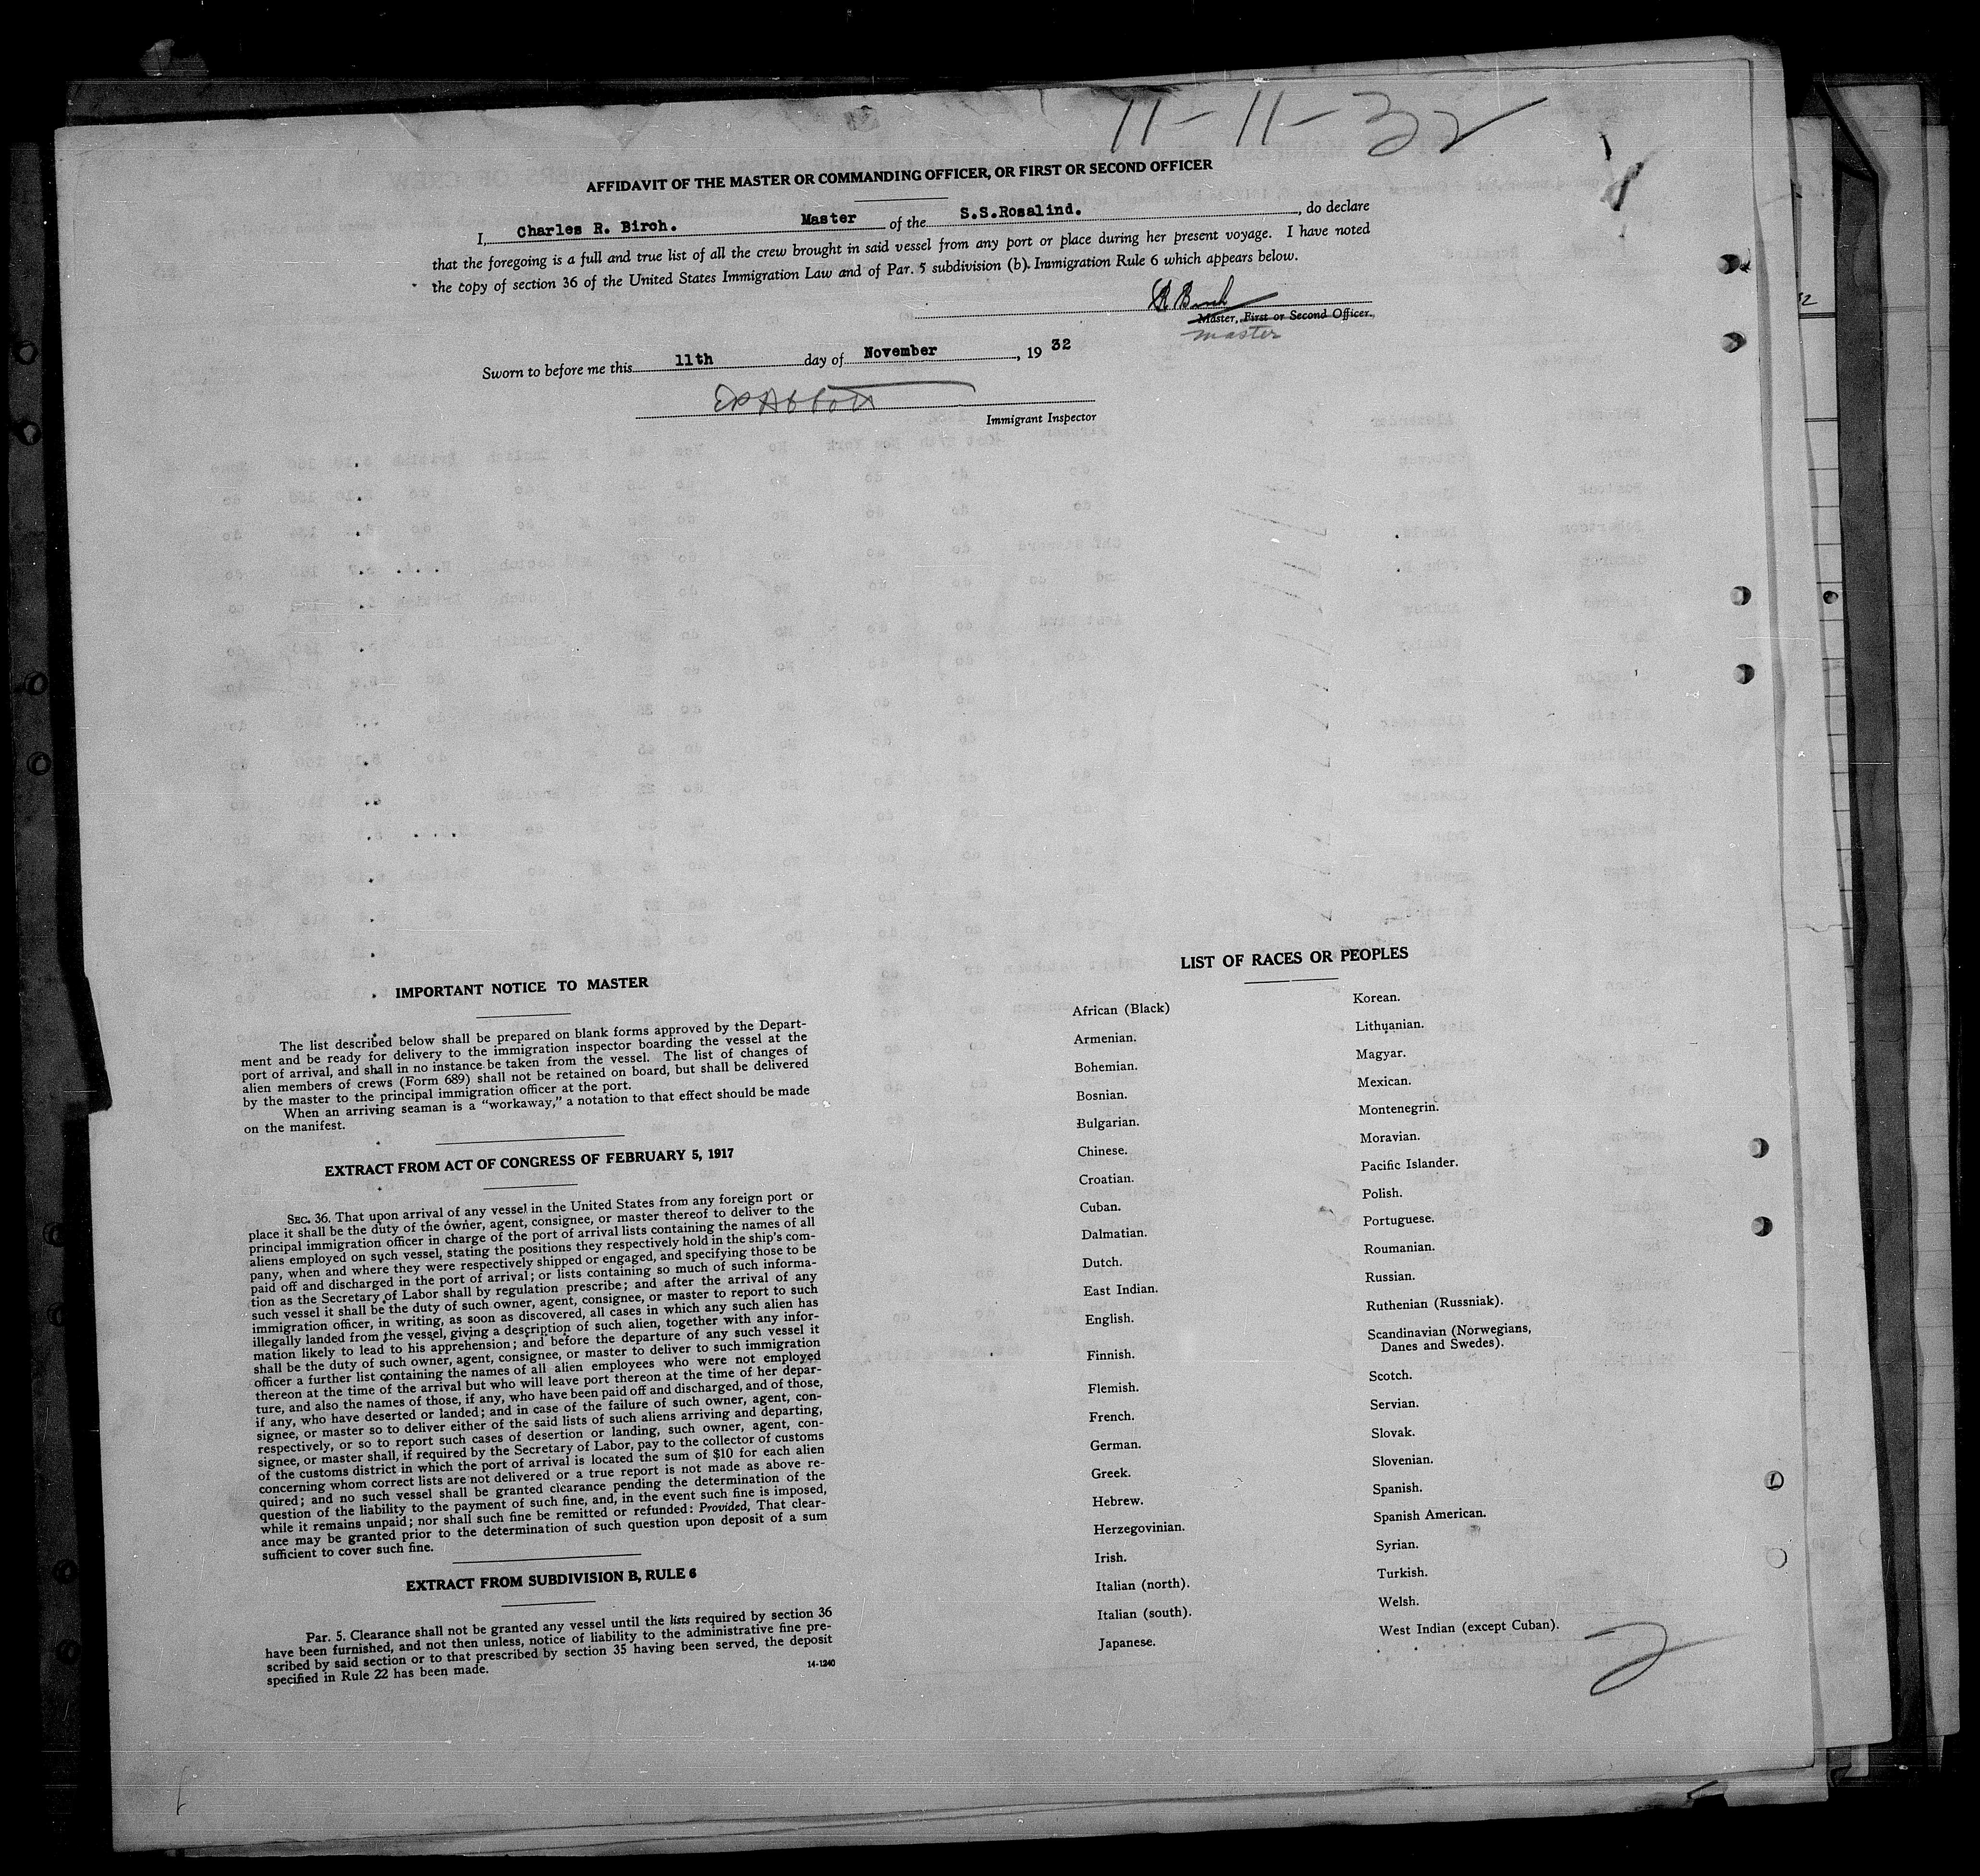 11-11-32
AFFIDAVIT OF THE MASTER OR COMMANDING OFFICER, OR FIRST OR SECOND OFFICER
I, Charles R. Birch. Master of the S.S.Rosalind. , do declare
that the foregoing is a full and true list of all the crew brought in said vessel from any port or place during her present voyage. I have noted
the copy of section 36 of the United States Immigration Law and of Par. 5 subdivision (b). Immigration Rule 6 which appears below.
Master, First or Second Officer.
master
Sworn to before me this 11th day of November , 19 32
Immigrant Inspector
IMPORTANT NOTICE TO MASTER
The list described below shall be prepared on blank forms approved by the Depart-
ment and be ready for delivery to the immigration inspector boarding the vessel at the
port of arrival, and shall in no instance be taken from the vessel. The list of changes of
alien members of crews (Form 689) shall not be retained on board, but shall be delivered
by the master to the principal immigration officer at the port.
When an arriving seaman is a "workaway," a notation to that effect should be made
on the manifest.
EXTRACT FROM ACT OF CONGRESS OF FEBRUARY 5, 1917
SEC. 36. That upon arrival of any vessel in the United States from any foreign port or
place it shall be the duty of the owner, agent, consignee, or master thereof to deliver to the
principal immigration officer in charge of the port of arrival lists containing the names of all
aliens employed on such vessel, stating the positions they respectively hold in the ship's com-
pany, when and where they were respectively shipped or engaged, and specifying those to be
paid off and discharged in the port of arrival; or lists containing so much of such informa-
tion as the Secretary of Labor shall by regulation prescribe; and after the arrival of any
such vessel it shall be the duty of such owner, agent, consignee, or master to report to such
immigration officer, in writing, as soon as discovered, all cases in which any such alien has
illegally landed from the vessel, giving a description of such alien, together with any infor-
mation likely to lead to his apprehension; and before the departure of any such vessel it
shall be the duty of such owner, agent, consignee, or master to deliver to such immigration
officer a further list containing the names of all alien employees who were not employed
thereon at the time of the arrival but who will leave port thereon at the time of her depar-
ture, and also the names of those, if any, who have been paid off and discharged, and of those,
if any, who have deserted or landed; and in case of the failure of such owner, agent, con-
signee, or master so to deliver either of the said lists of such aliens arriving and departing,
respectively, or so to report such cases of desertion or landing, such owner, agent, con-
signee, or master shall, if required by the Secretary of Labor, pay to the collector of customs
of the customs district in which the port of arrival is located the sum of $10 for each alien
concerning whom correct lists are not delivered or a true report is not made as above re-
quired; and no such vessel shall be granted clearance pending the determination of the
question of the liability to the payment of such fine, and, in the event such fine is imposed,
while it remains unpaid; nor shall such fine be remitted or refunded: Provided, That clear-
ance may be granted prior to the determination of such question upon deposit of a sum
sufficient to cover such fine.
EXTRACT FROM SUBDIVISION B, RULE 6
Par. 5. Clearance shall not be granted any vessel until the lists required by section 36
have been furnished, and not then unless, notice of liability to the administrative fine pre-
scribed by said section or to that prescribed by section 35 having been served, the deposit
specified in Rule 22 has been made.
14-1240
LIST OF RACES OR PEOPLES
African (Black)
Armenian.
Bohemian.
Bosnian.
Bulgarian.
Chinese.
Croatian.
Cuban.
Dalmatian.
Dutch.
East Indian.
English.
Finnish.
Flemish.
French.
German.
Greek.
Hebrew.
Herzegovinian.
Irish.
Italian (north).
Italian (south).
Japanese.
Korean.
Lithuanian.
Magyar.
Mexican.
Montenegrin.
Moravian.
Pacific Islander.
Polish.
Portuguese.
Roumanian.
Russian.
Ruthenian (Russniak).
Scandinavian (Norwegians,
Danes and Swedes).
Scotch.
Servian.
Slovak.
Slovenian.
Spanish.
Spanish American.
Syrian.
Turkish.
Welsh.
West Indian (except Cuban).
2